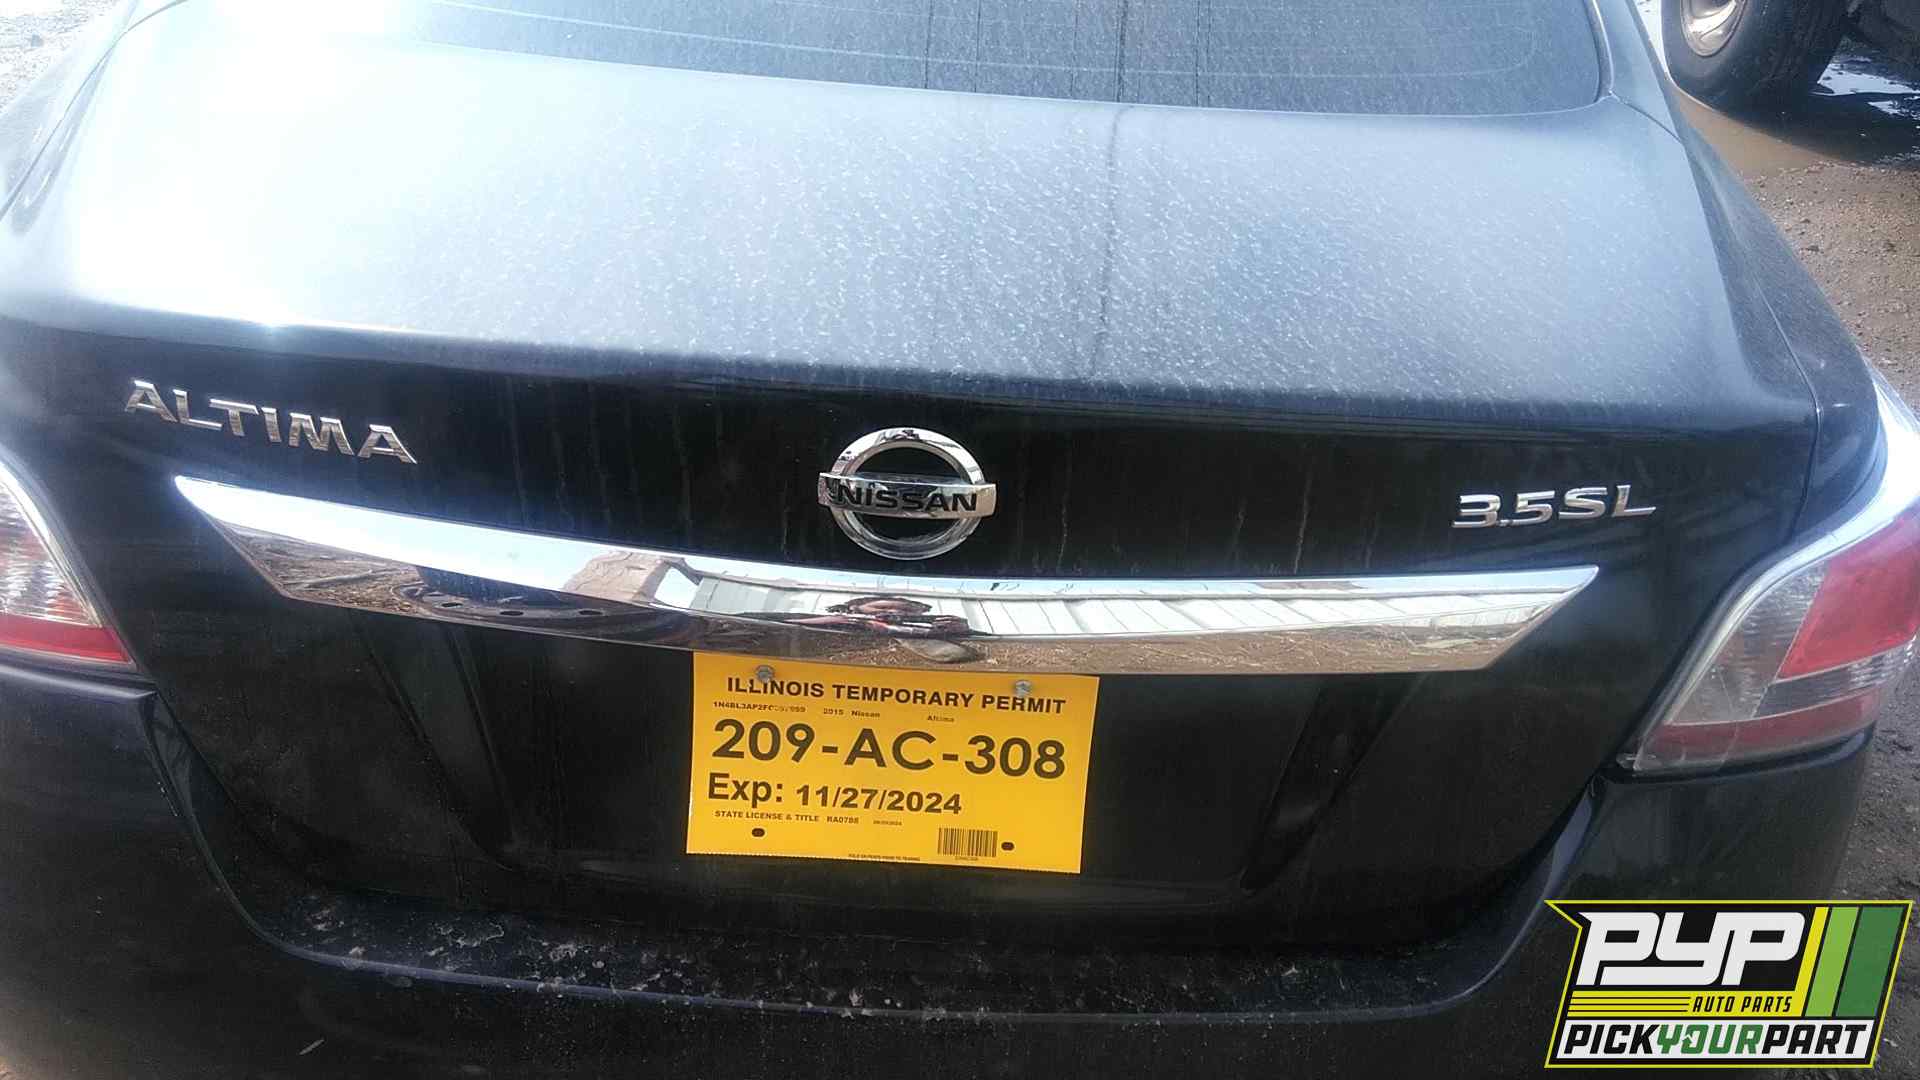 ALTIMA
NISSAN
3.5SL
ILLINOIS TEMPORARY PERMIT
2015 Nissan Altima
209-AC-308
Exp: 11/27/2024
STATE LICENSE & TITLE RA0788
PYP
AUTO PARTS
PICKYOURPART